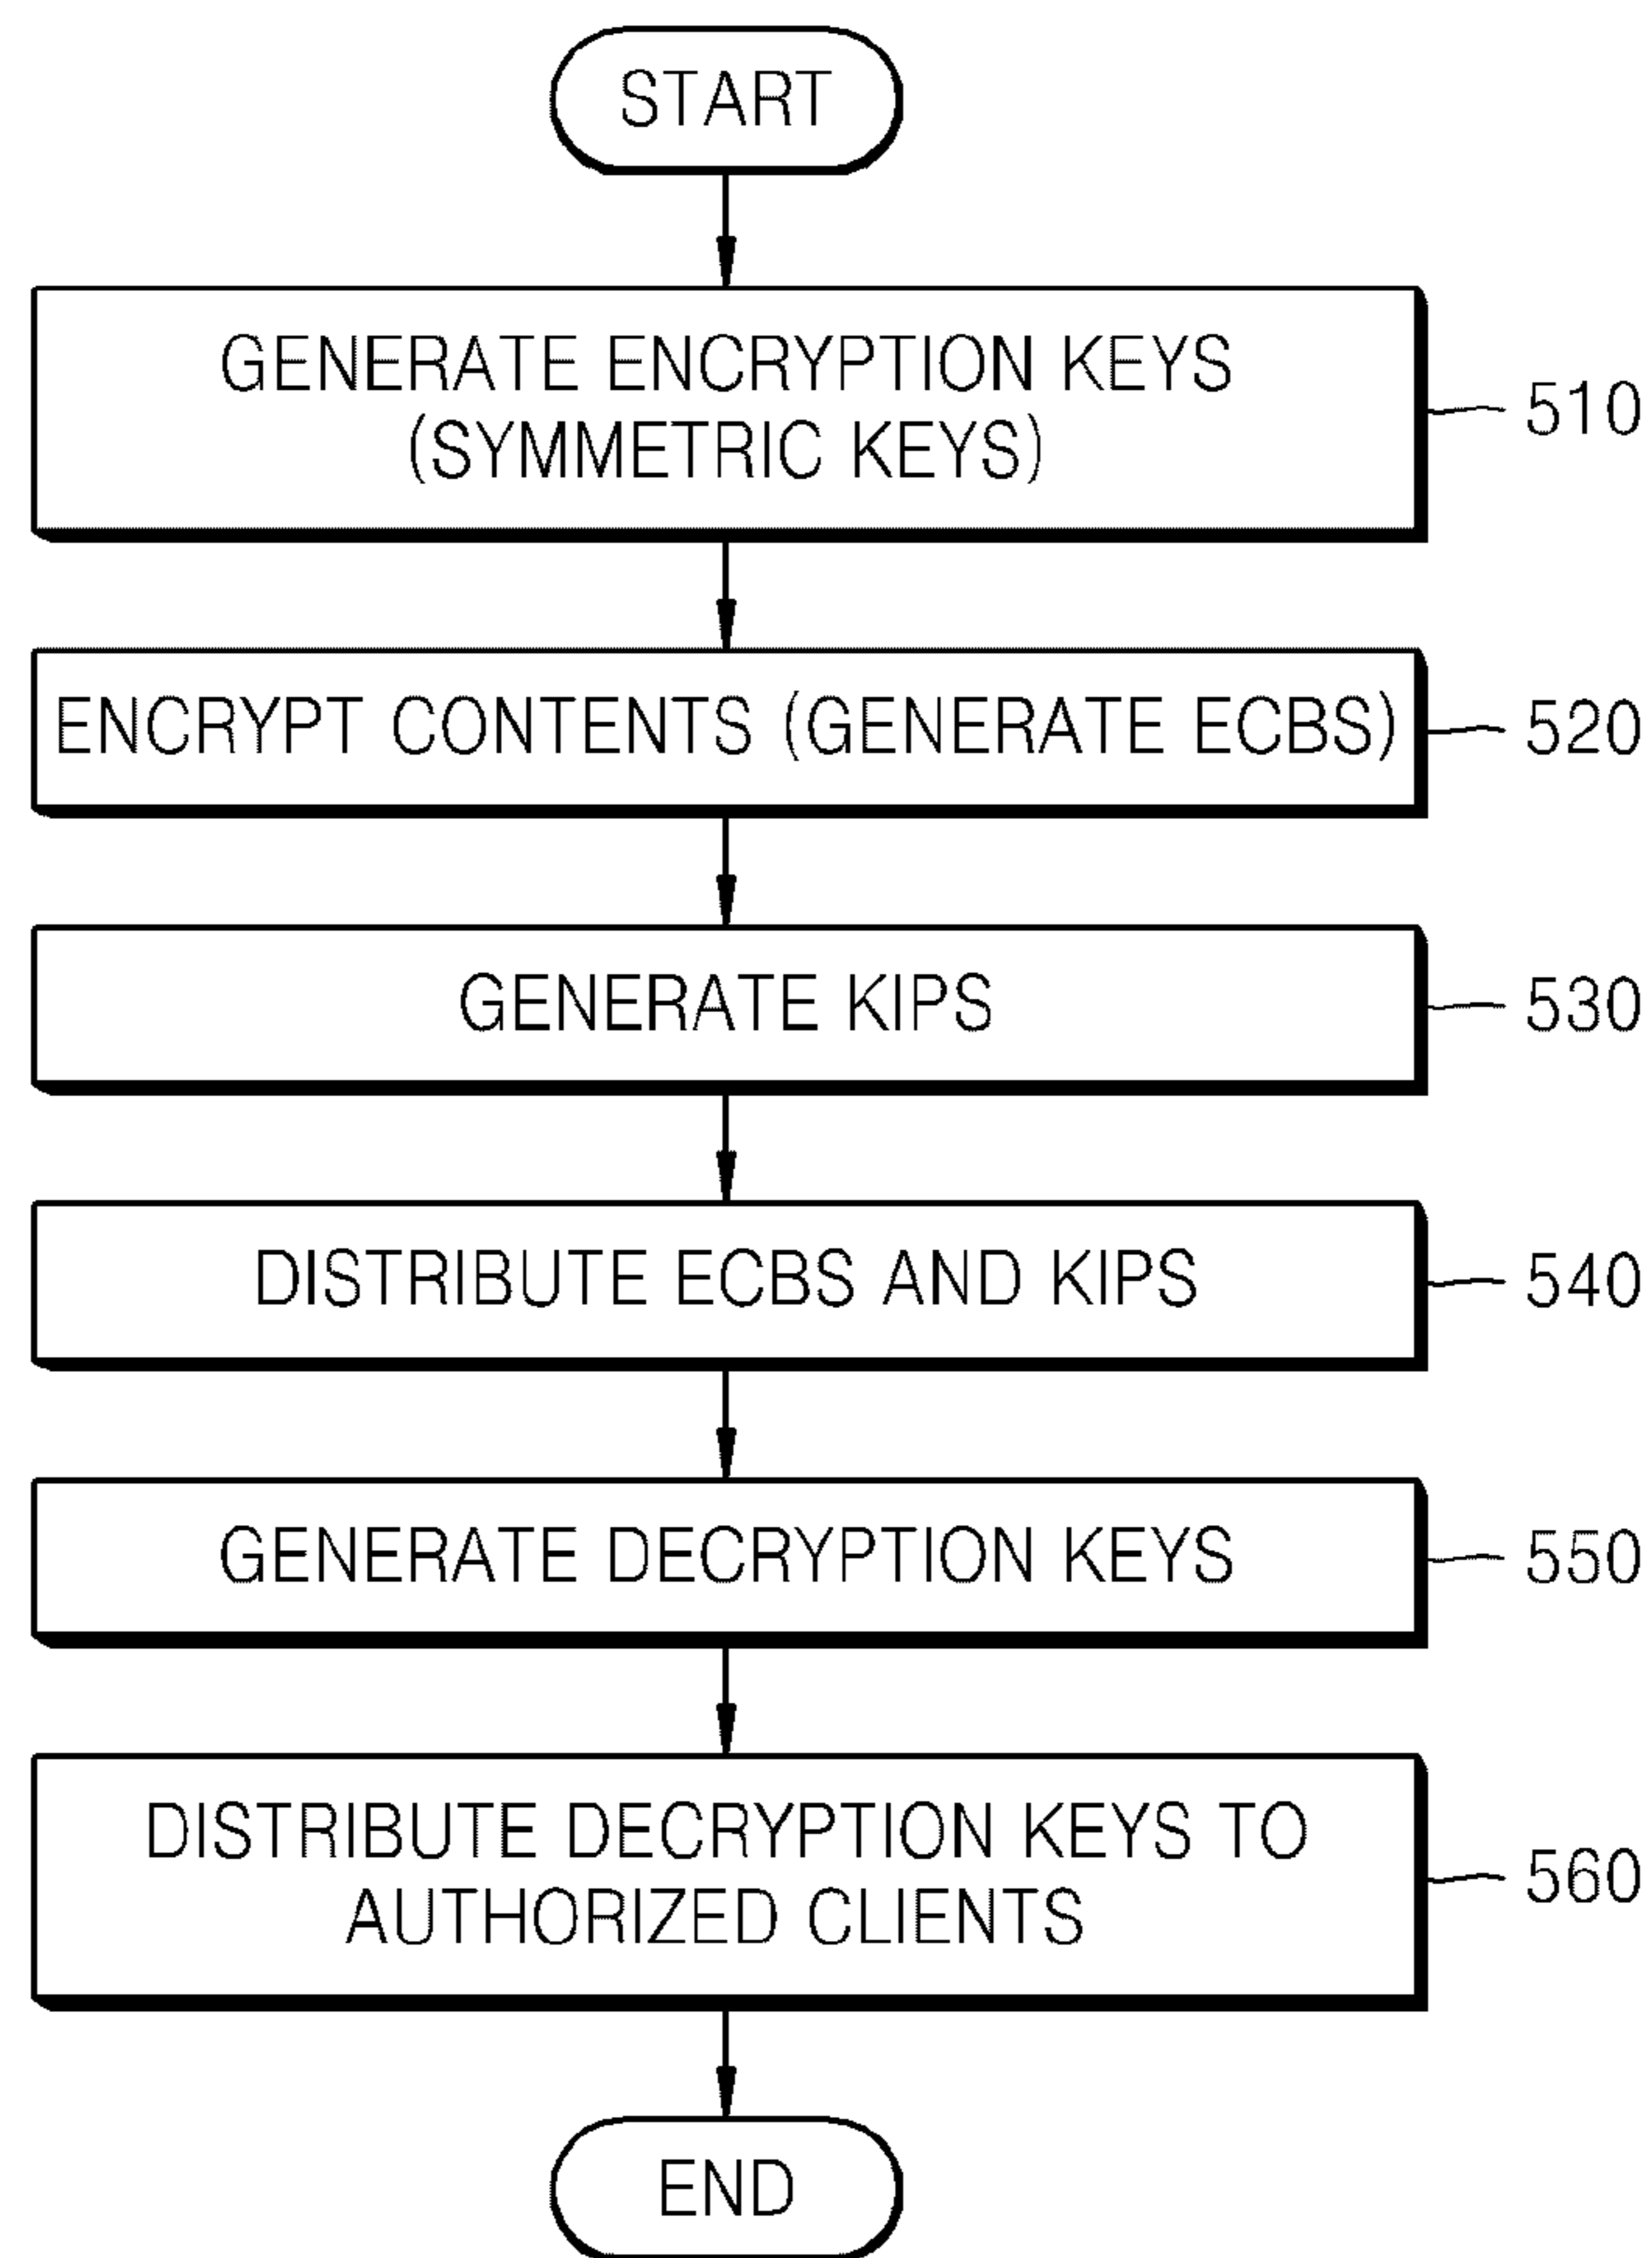 START
GENERATE ENCRYPTION KEYS
(SYMMETRIC KEYS)
510
ENCRYPT CONTENTS (GENERATE ECBS)
520
GENERATE KIPS
530
DISTRIBUTE ECBS AND KIPS
540
GENERATE DECRYPTION KEYS
550
DISTRIBUTE DECRYPTION KEYS TO
AUTHORIZED CLIENTS
560
END